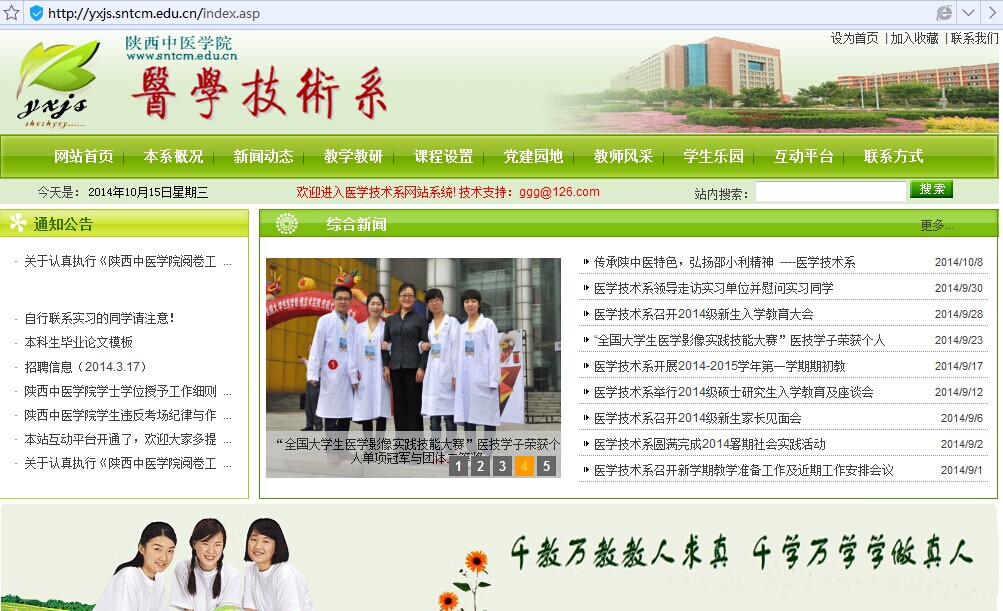 http://yxjs.sntcm.edu.cn/index.asp
设为首页 | 加入收藏 | 联系我们
陕西中医学院
www.sntcm.edu.cn
醫學技術系
yxjs
网站首页 本系概况 新闻动态 教学教研 课程设置 党建园地 教师风采 学生乐园 互动平台 联系方式
今天是： 2014年10月15日星期三 欢迎进入医学技术系网站系统! 技术支持：ggg@126.com 站内搜索： 搜索
通知公告
· 关于认真执行《陕西中医学院阅卷工 ...
· 自行联系实习的同学请注意!
· 本科生毕业论文模板
· 招聘信息（2014.3.17）
· 陕西中医学院学士学位授予工作细则
· 陕西中医学院学生违反考场纪律与作 ...
· 本站互动平台开通了，欢迎大家多提 ...
· 关于认真执行《陕西中医学院阅卷工 ...
综合新闻 更多...
“全国大学生医学影像实践技能大赛”医技学子荣获个
人单项冠军与团体二等奖
1 2 3 4 5
传承陕中医特色，弘扬邵小利精神 ----医学技术系 2014/10/8
医学技术系领导走访实习单位并慰问实习同学 2014/9/30
医学技术系召开2014级新生入学教育大会 2014/9/28
“全国大学生医学影像实践技能大赛”医技学子荣获个人 2014/9/23
医学技术系开展2014-2015学年第一学期期初教 2014/9/17
医学技术系举行2014级硕士研究生入学教育及座谈会 2014/9/12
医学技术系召开2014级新生家长见面会 2014/9/6
医学技术系圆满完成2014暑期社会实践活动 2014/9/2
医学技术系召开新学期教学准备工作及近期工作安排会议 2014/9/1
千教万教教人求真 千学万学学做真人